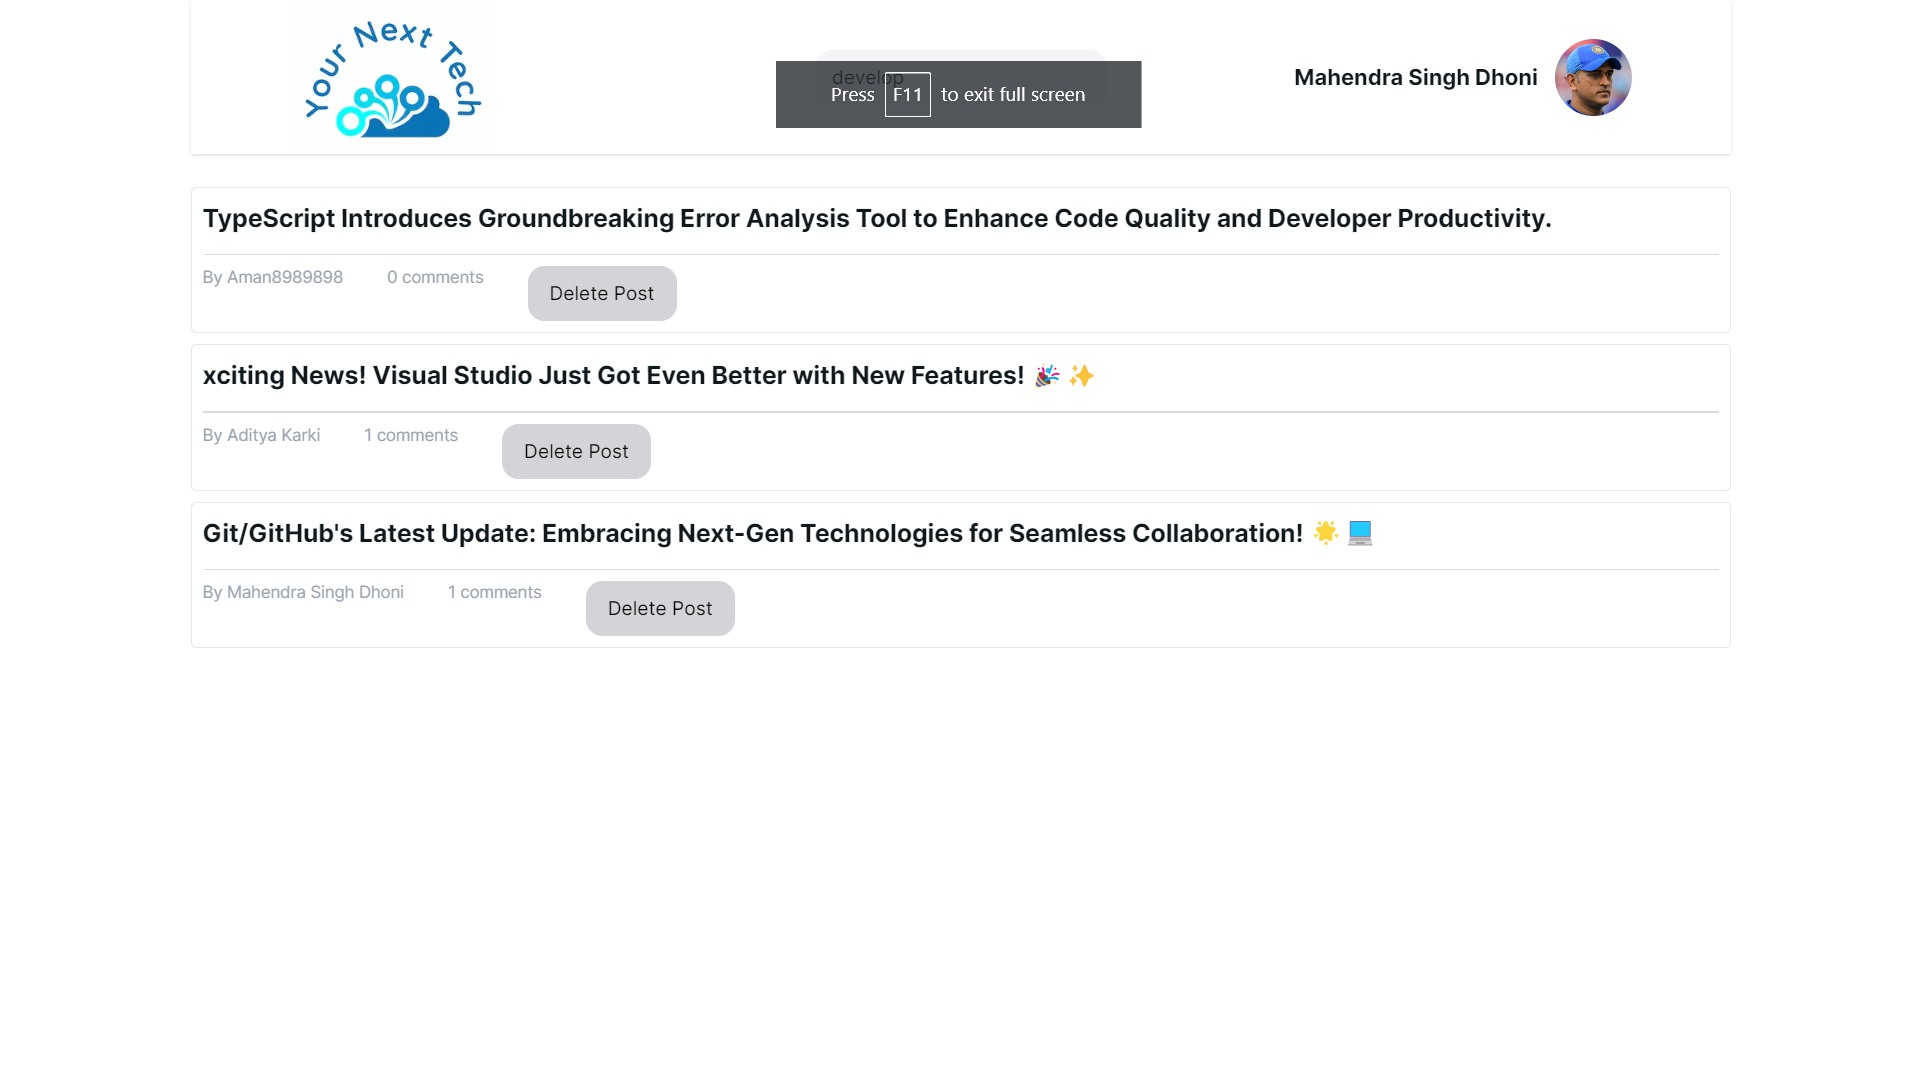 Your Next Tech
develop
Press F11 to exit full screen
Mahendra Singh Dhoni
TypeScript Introduces Groundbreaking Error Analysis Tool to Enhance Code Quality and Developer Productivity.
By Aman8989898 0 comments Delete Post
xciting News! Visual Studio Just Got Even Better with New Features! 🎉 ✨
By Aditya Karki 1 comments Delete Post
Git/GitHub's Latest Update: Embracing Next-Gen Technologies for Seamless Collaboration! 🌟 💻
By Mahendra Singh Dhoni 1 comments Delete Post